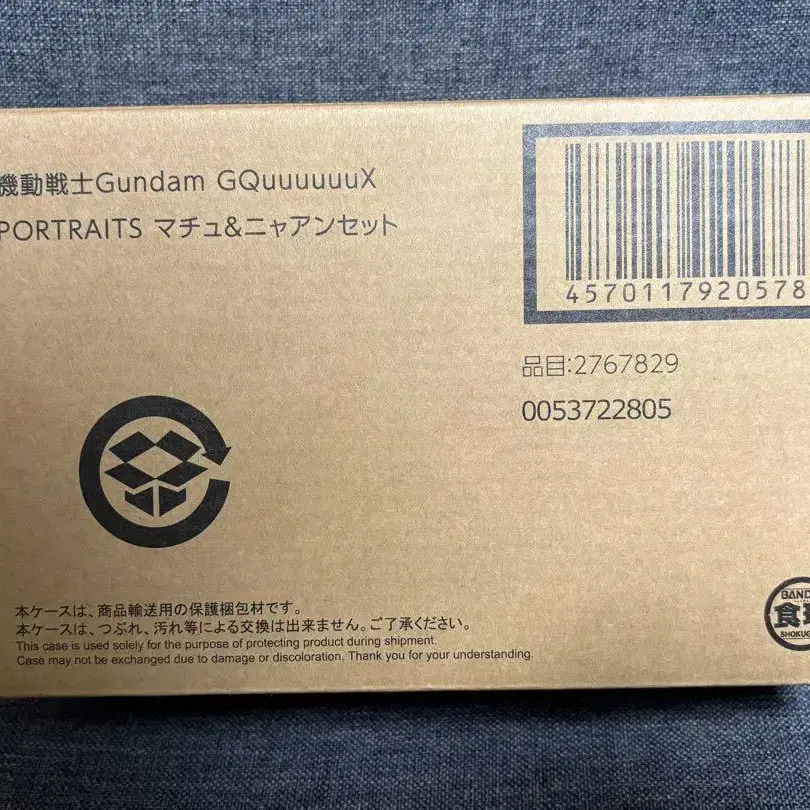 機動戦士Gundam GQuuuuuuX
PORTRAITS マチュ&ニャアンセット
4570117920578
品目:2767829
0053722805
本ケースは、商品輸送用の保護梱包材です。
本ケースは、つぶれ、汚れ等による交換は出来ません。ご了承ください。
This case is used solely for the purpose of protecting product during shipment.
Case may not be exchanged due to damage or discoloration. Thank you for your understanding.